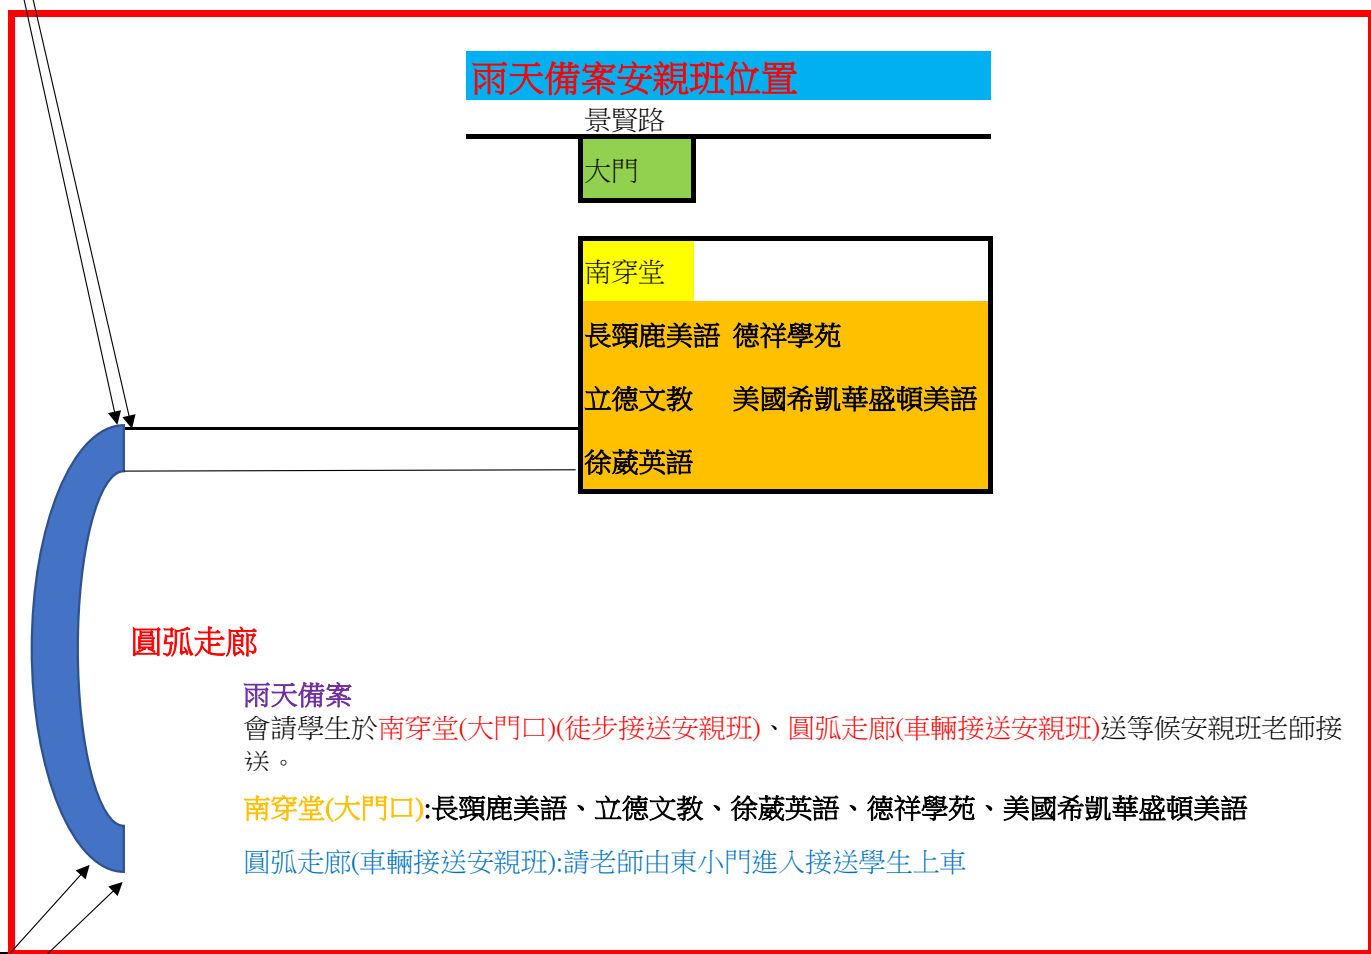 雨天備案安親班位置
景賢路
大門
南穿堂
長頸鹿美語 德祥學苑
立德文教 美國希凱華盛頓美語
徐薇英語
圓弧走廊
雨天備案
會請學生於南穿堂(大門口)(徒步接送安親班)、圓弧走廊(車輛接送安親班)送等候安親班老師接
送。
南穿堂(大門口):長頸鹿美語、立德文教、徐葳英語、德祥學苑、美國希凱華盛頓美語
圓弧走廊(車輛接送安親班):請老師由東小門進入接送學生上車